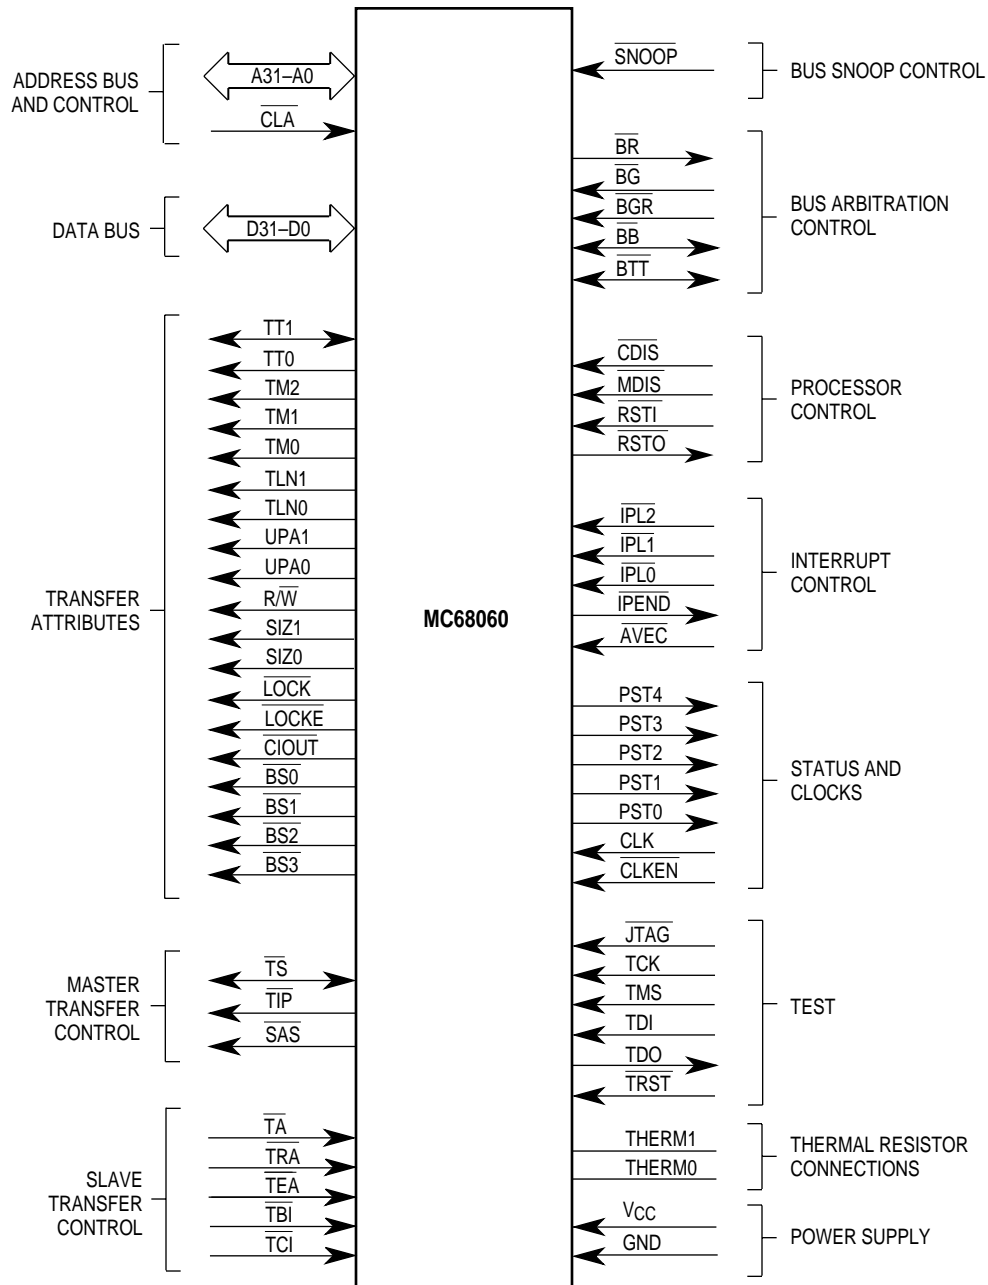 ADDRESS BUS
AND CONTROL
A31–A0
CLA
DATA BUS
D31–D0
TRANSFER
ATTRIBUTES
TT1
TT0
TM2
TM1
TM0
TLN1
TLN0
UPA1
UPA0
R/W
SIZ1
SIZ0
LOCK
LOCKE
CIOUT
BS0
BS1
BS2
BS3
MASTER
TRANSFER
CONTROL
TS
TIP
SAS
SLAVE
TRANSFER
CONTROL
TA
TRA
TEA
TBI
TCI
MC68060
SNOOP
BUS SNOOP CONTROL
BR
BG
BGR
BB
BTT
BUS ARBITRATION
CONTROL
CDIS
MDIS
RSTI
RSTO
PROCESSOR
CONTROL
IPL2
IPL1
IPL0
IPEND
AVEC
INTERRUPT
CONTROL
PST4
PST3
PST2
PST1
PST0
CLK
CLKEN
STATUS AND
CLOCKS
JTAG
TCK
TMS
TDI
TDO
TRST
TEST
THERM1
THERM0
THERMAL RESISTOR
CONNECTIONS
VCC
GND
POWER SUPPLY